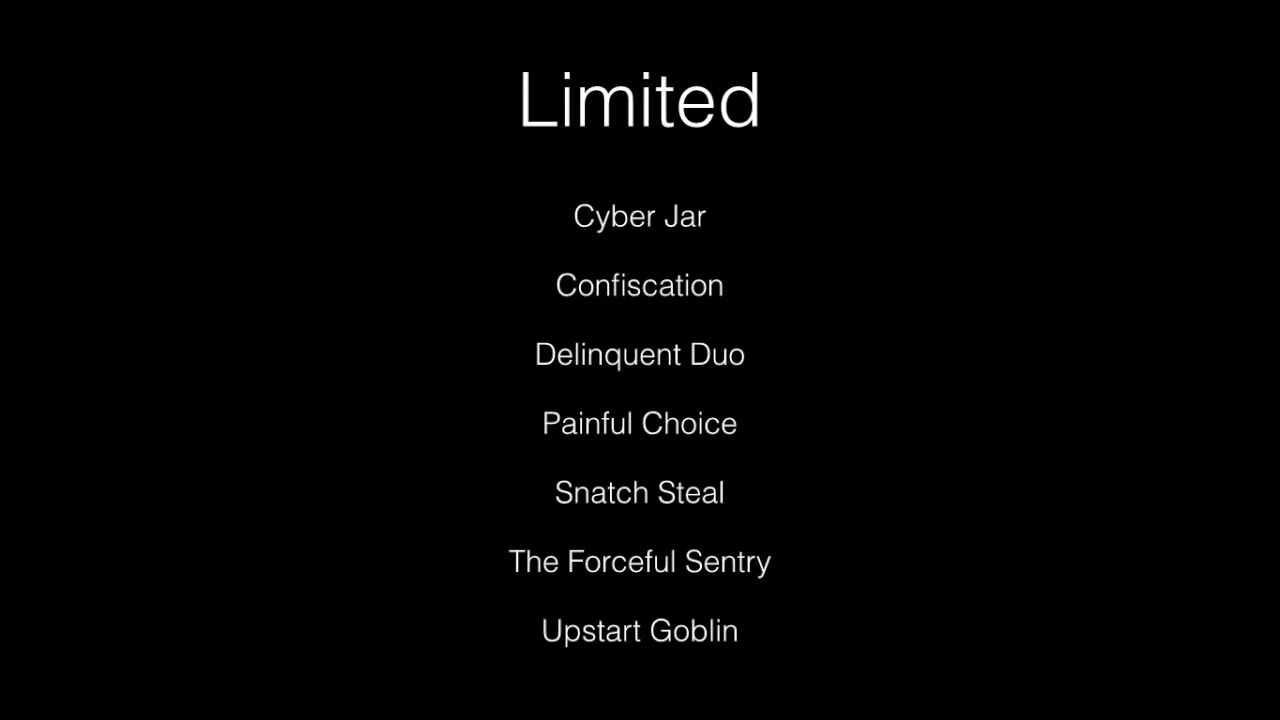 Limited
Cyber Jar
Confiscation
Delinquent Duo
Painful Choice
Snatch Steal
The Forceful Sentry
Upstart Goblin